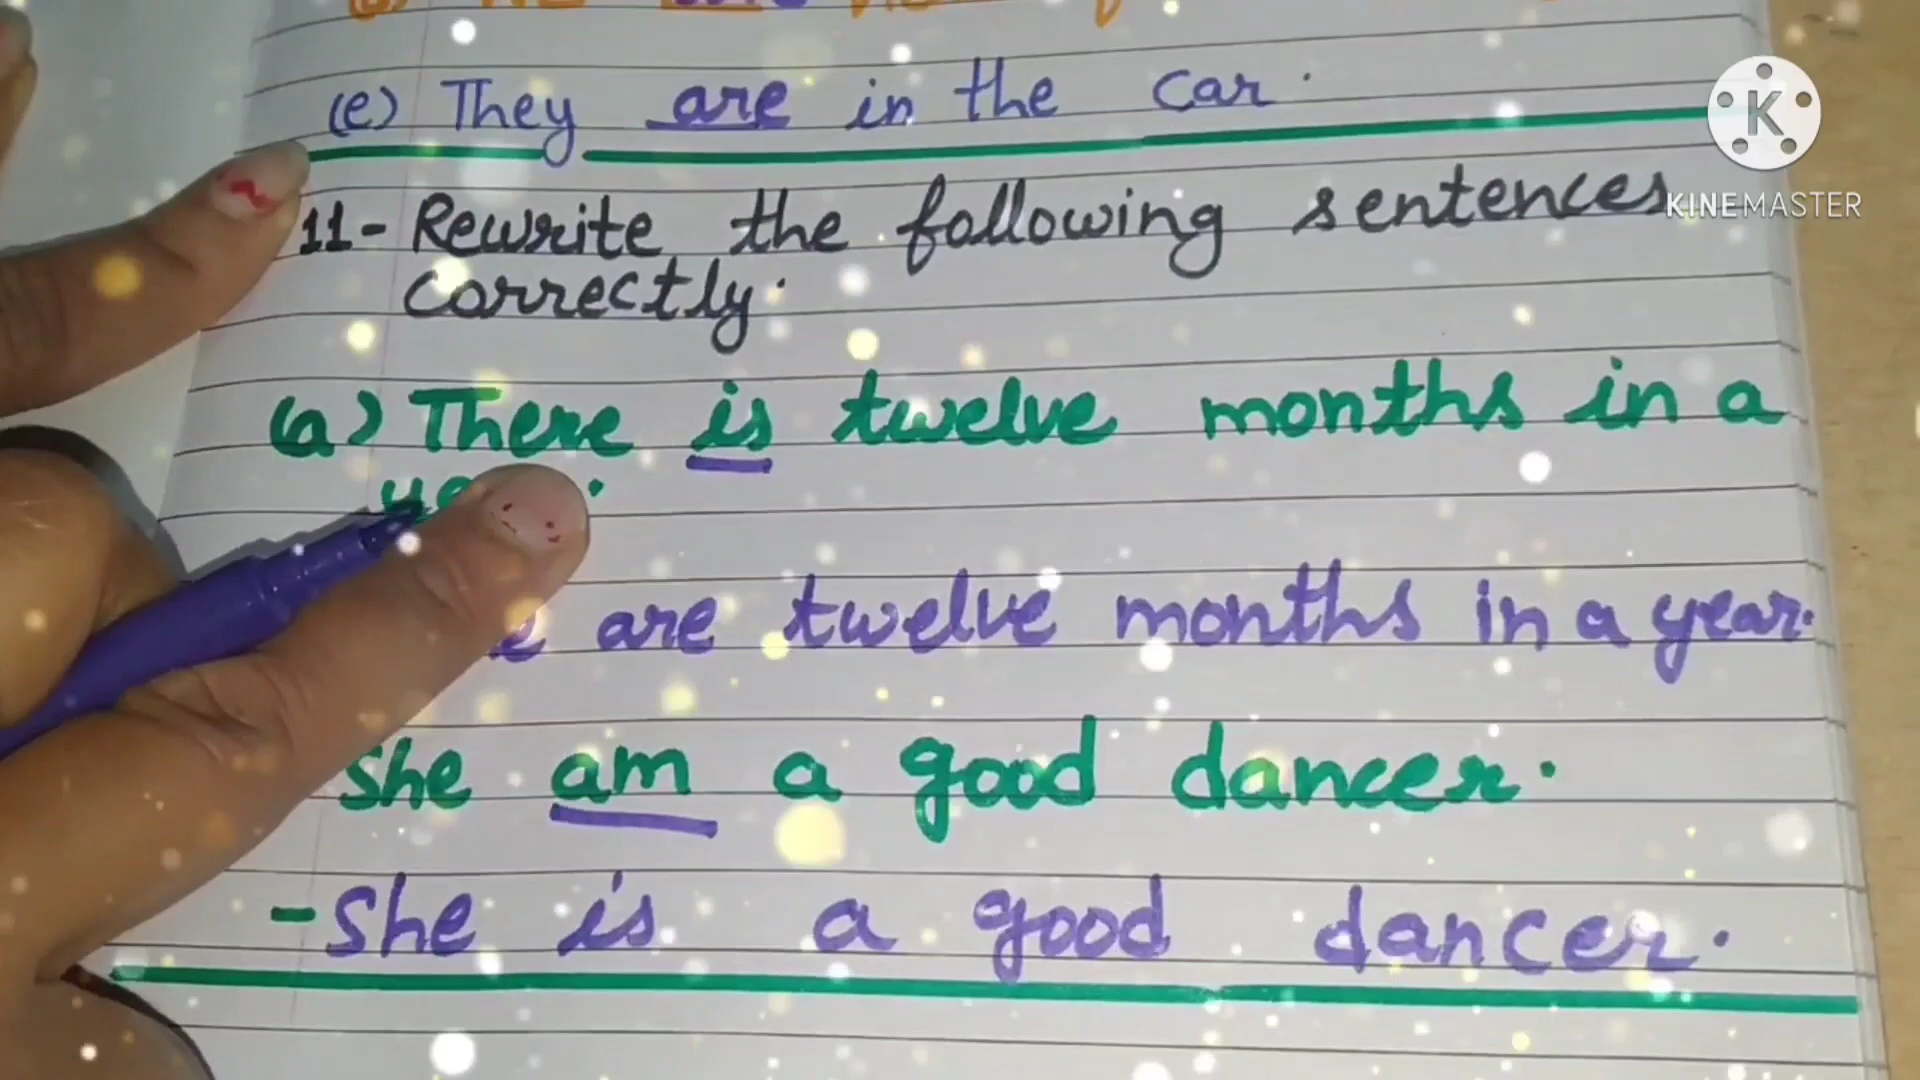 (e) They are in the car.
K
KINEMASTER
11- Rewrite the following sentences
correctly.
(a) There is twelve months in a
are twelve months in a year.
She am a good dancer.
- She is a good dancer.